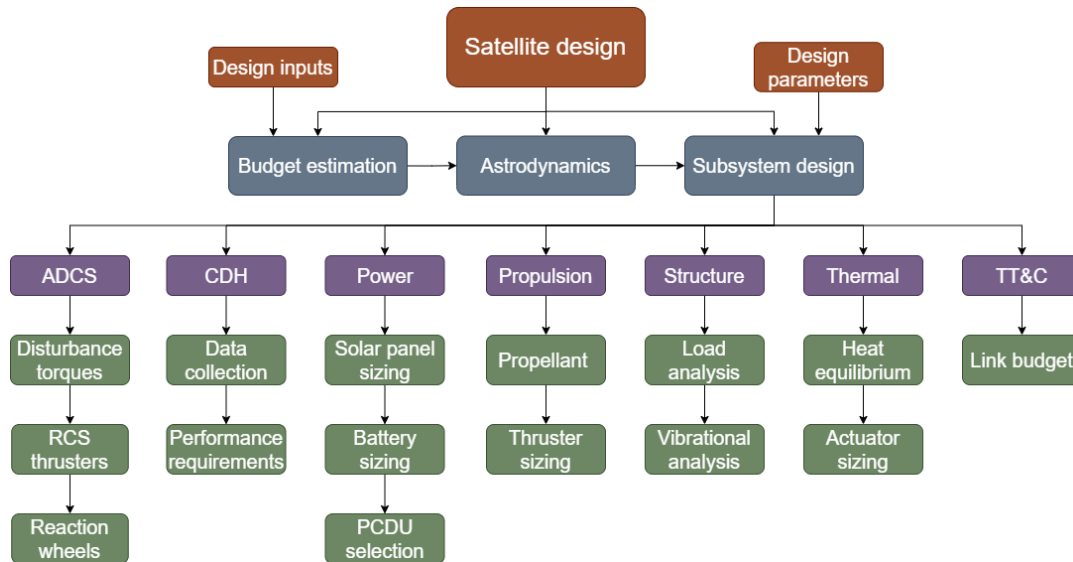 Satellite design
Design inputs
Design
parameters
Budget estimation
Astrodynamics
Subsystem design
ADCS
CDH
Power
Propulsion
Structure
Thermal
TT&C
Disturbance
torques
Data
collection
Solar panel
sizing
Propellant
Load
analysis
Heat
equilibrium
Link budget
RCS
thrusters
Performance
requirements
Battery
sizing
Thruster
sizing
Vibrational
analysis
Actuator
sizing
Reaction
wheels
PCDU
selection